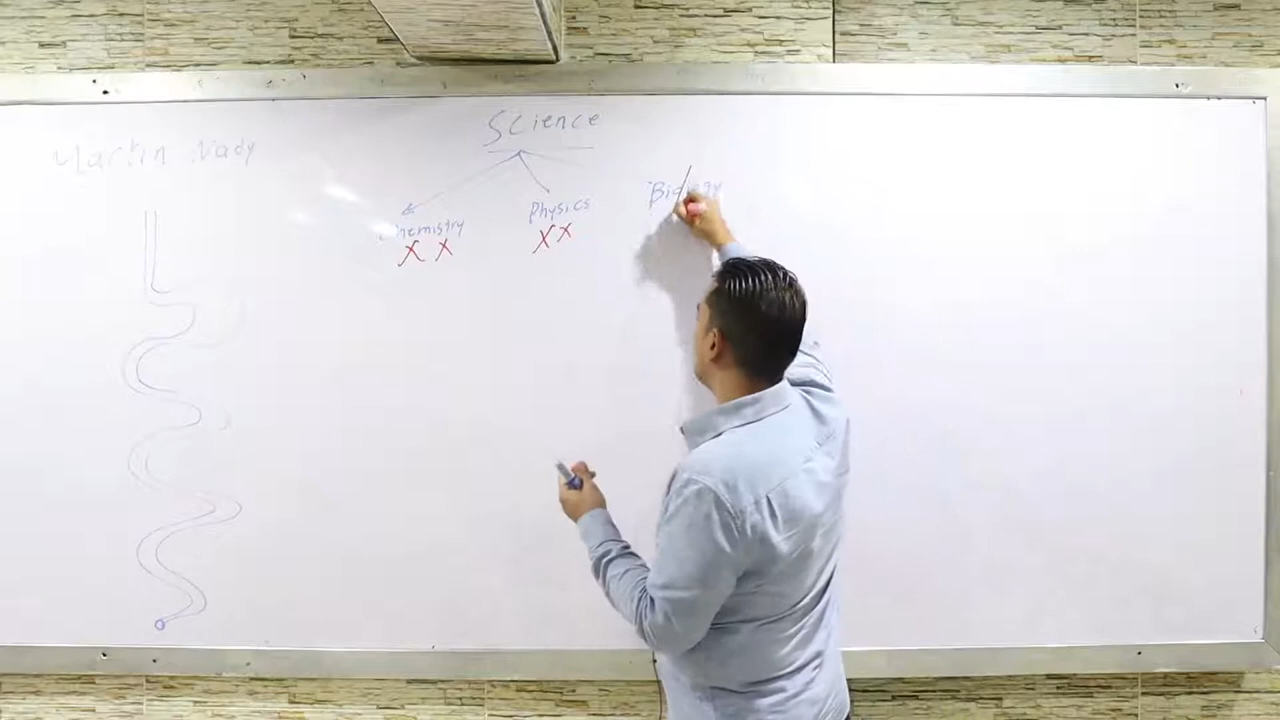 Martin Nady
Science
Chemistry
Physics
Biology
X X
X X